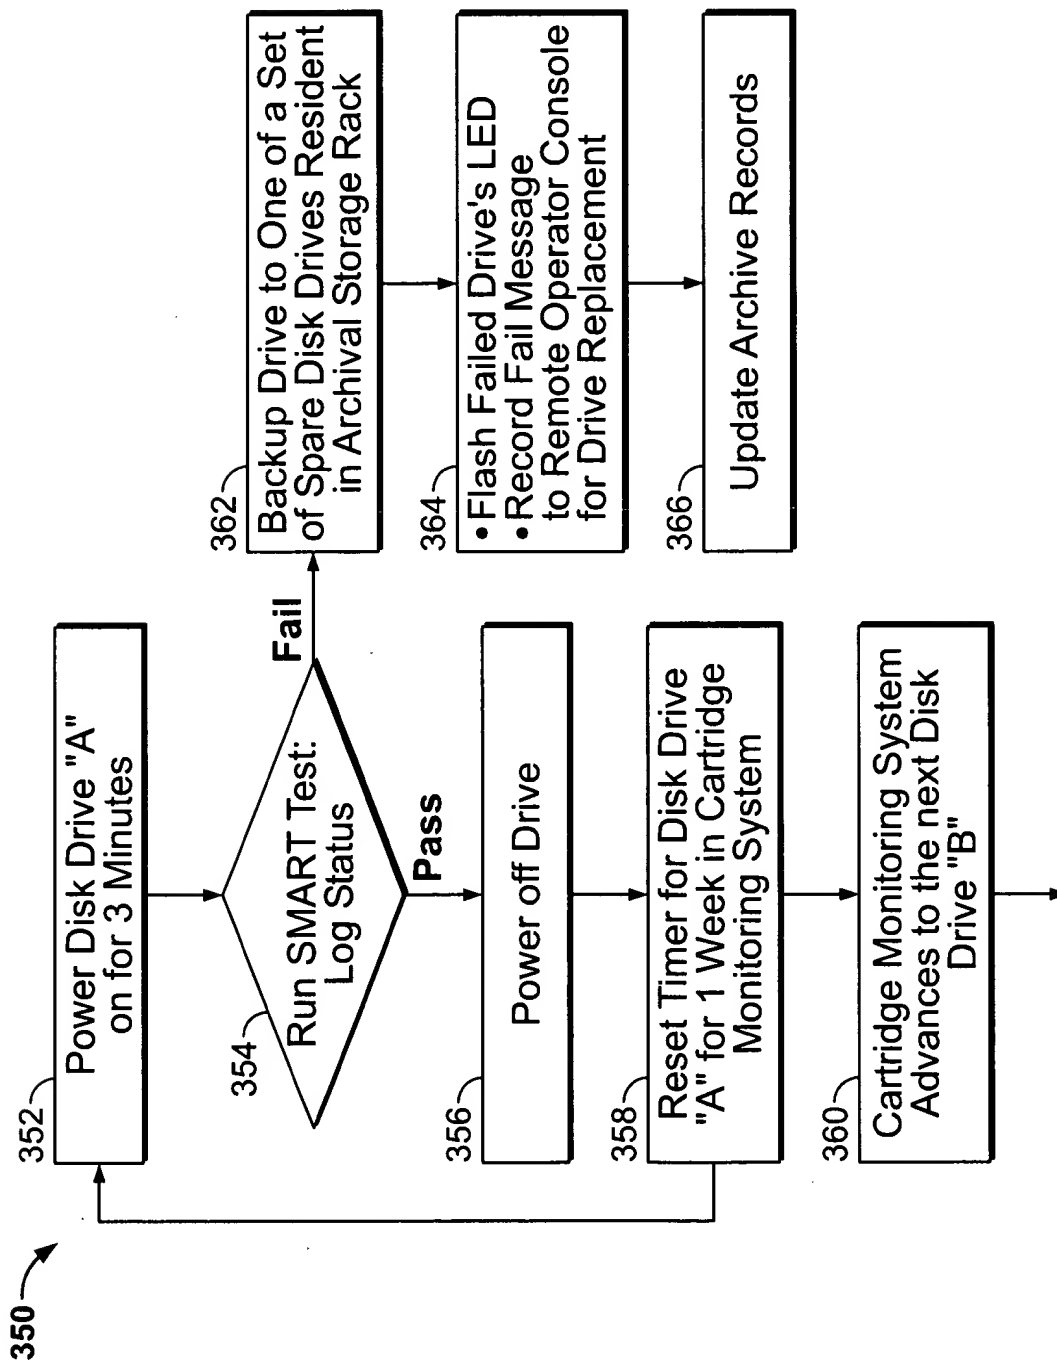 350
352
Power Disk Drive "A"
on for 3 Minutes
354
Run SMART Test:
Log Status
Fail
Pass
356
Power off Drive
358
Reset Timer for Disk Drive
"A" for 1 Week in Cartridge
Monitoring System
360
Cartridge Monitoring System
Advances to the next Disk
Drive "B"
362
Backup Drive to One of a Set
of Spare Disk Drives Resident
in Archival Storage Rack
364
• Flash Failed Drive's LED
• Record Fail Message
to Remote Operator Console
for Drive Replacement
366
Update Archive Records